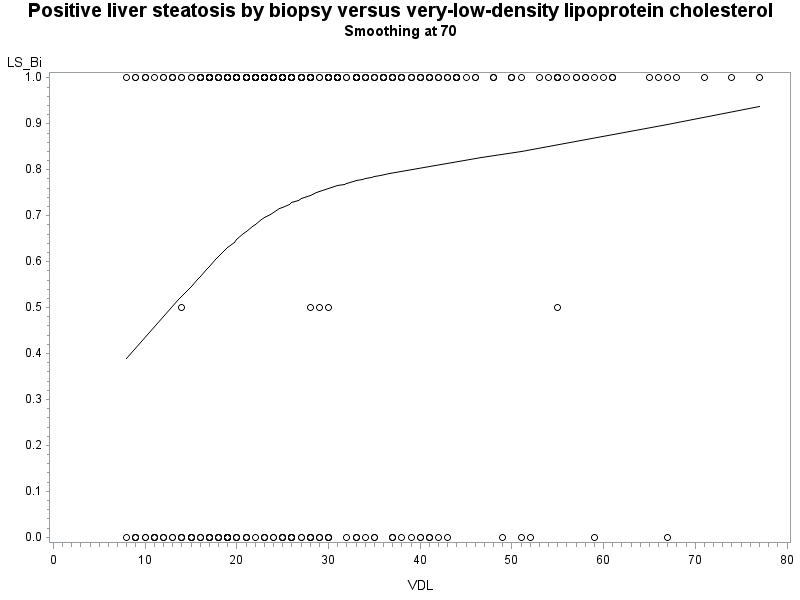 Positive liver steatosis by biopsy versus very-low-density lipoprotein cholesterol
Smoothing at 70
LS_Bi
1.0
0.9
0.8
0.7
0.6
0.5
0.4
0.3
0.2
0.1
0.0
0 10 20 30 40 50 60 70 80
VDL